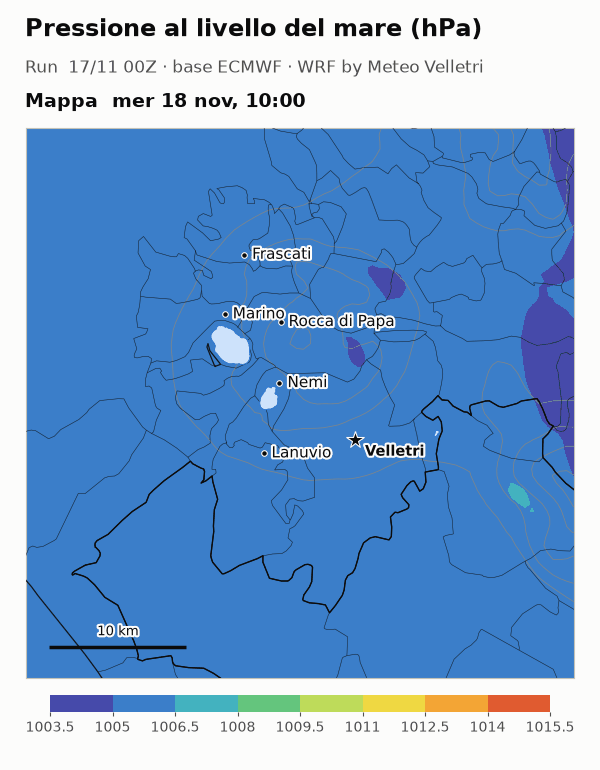 Pressione al livello del mare (hPa)
Run  17/11 00Z · base ECMWF · WRF by Meteo Velletri
Mappa  mer 18 nov, 10:00
Frascati
Marino
Rocca di Papa
Nemi
Velletri
Lanuvio
10 km
1003.5 1005 1006.5 1008 1009.5 1011 1012.5 1014 1015.5